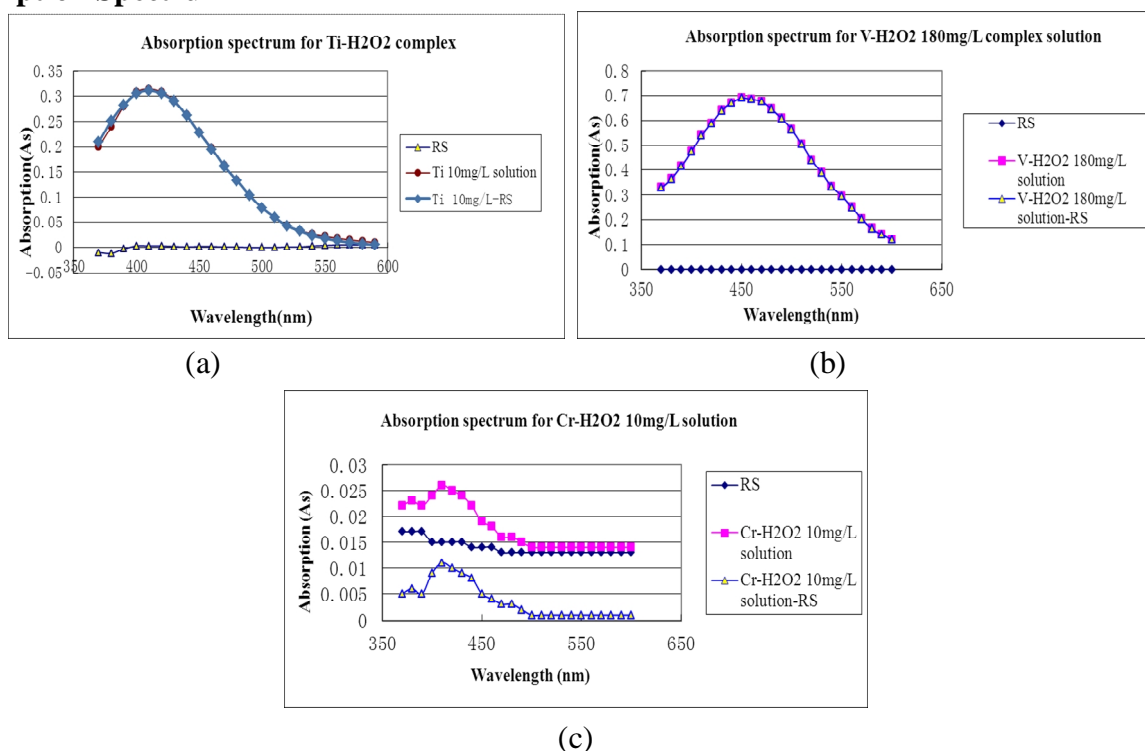 Absorption spectrum for Ti-H2O2 complex
0.35
0.3
0.25
0.2
0.15
0.1
0.05
0
-0.05
350 400 450 500 550 600
Absorption(As)
Wavelength(nm)
RS
Ti 10mg/L solution
Ti 10mg/L-RS
(a)
Absorption spectrum for V-H2O2 180mg/L complex solution
0.8
0.7
0.6
0.5
0.4
0.3
0.2
0.1
0
350 450 550 650
Absorption(As)
Wavelength(nm)
RS
V-H2O2 180mg/L
solution
V-H2O2 180mg/L
solution-RS
(b)
Absorption spectrum for Cr-H2O2 10mg/L solution
0.03
0.025
0.02
0.015
0.01
0.005
0
350 450 550 650
Absorption (As)
Wavelength (nm)
RS
Cr-H2O2 10mg/L
solution
Cr-H2O2 10mg/L
solution-RS
(c)